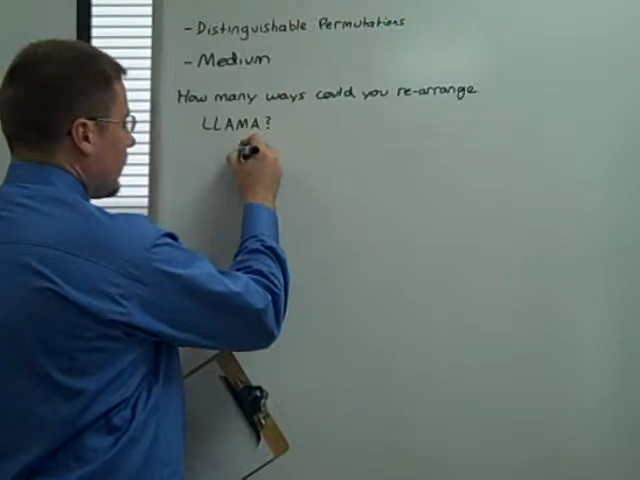 - Distinguishable Permutations
- Medium
How many ways could you re-arrange
LLAMA?